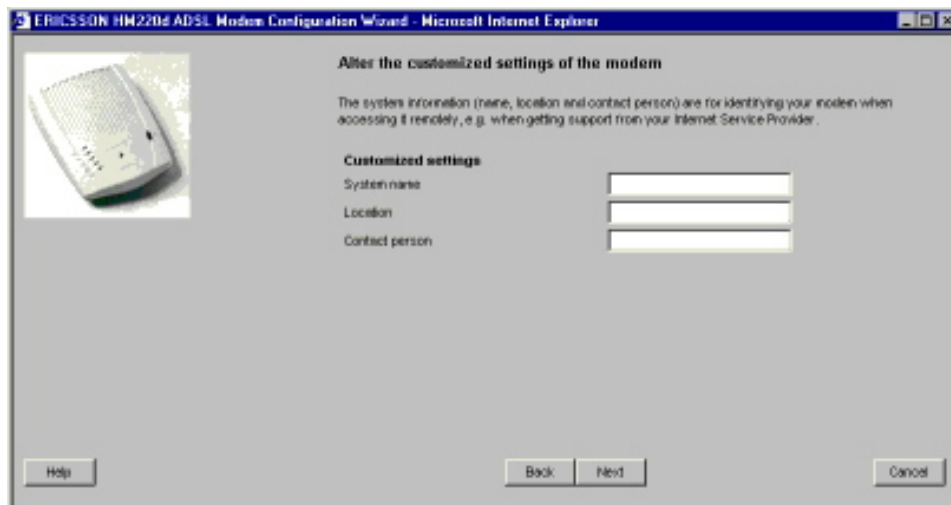 ERICSSON HM220d ADSL Modem Configuration Wizard - Microsoft Internet Explorer
Alter the customized settings of the modem
The system information (name, location and contact person) are for identifying your modem when
accessing it remotely, e.g. when getting support from your Internet Service Provider.
Customized settings
System name
Location
Contact person
Help
Back
Next
Cancel